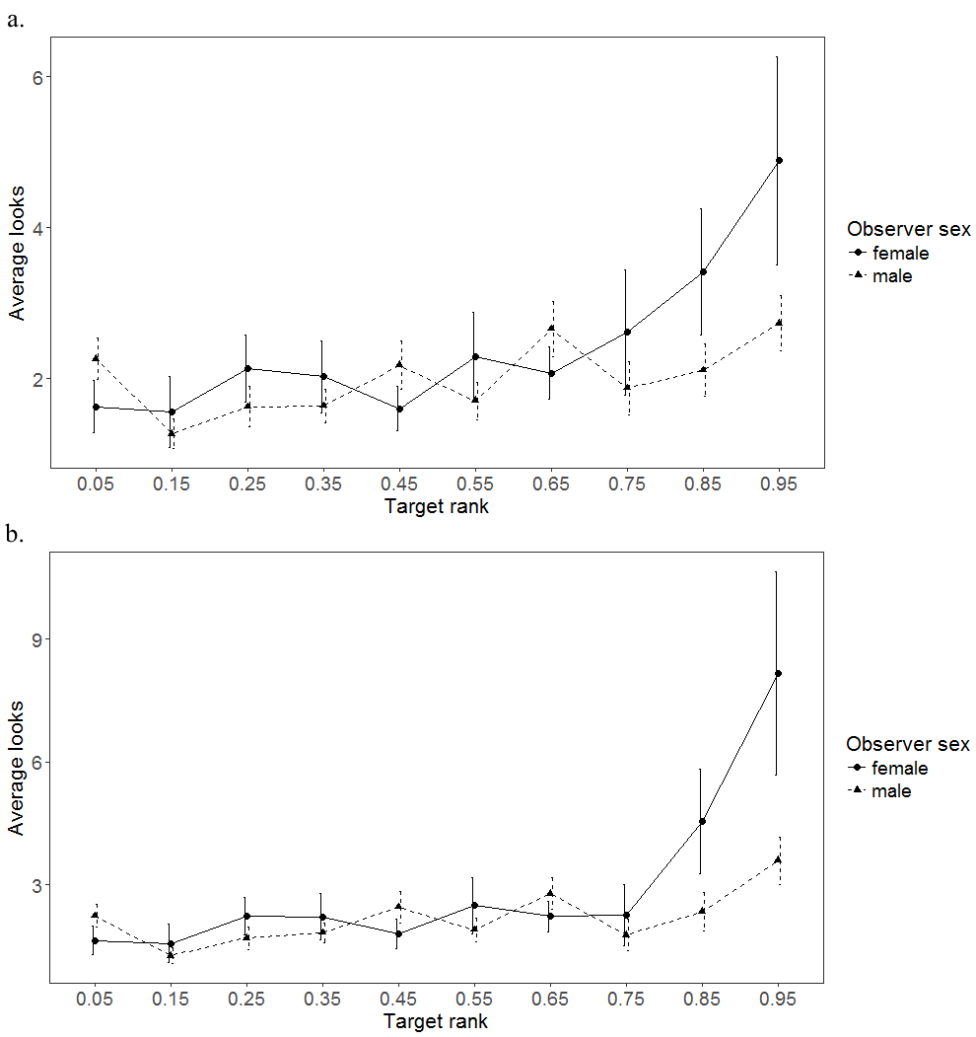 a.
Average looks
6
4
2
0.05 0.15 0.25 0.35 0.45 0.55 0.65 0.75 0.85 0.95
Target rank
Observer sex
female
male
b.
Average looks
9
6
3
0.05 0.15 0.25 0.35 0.45 0.55 0.65 0.75 0.85 0.95
Target rank
Observer sex
female
male